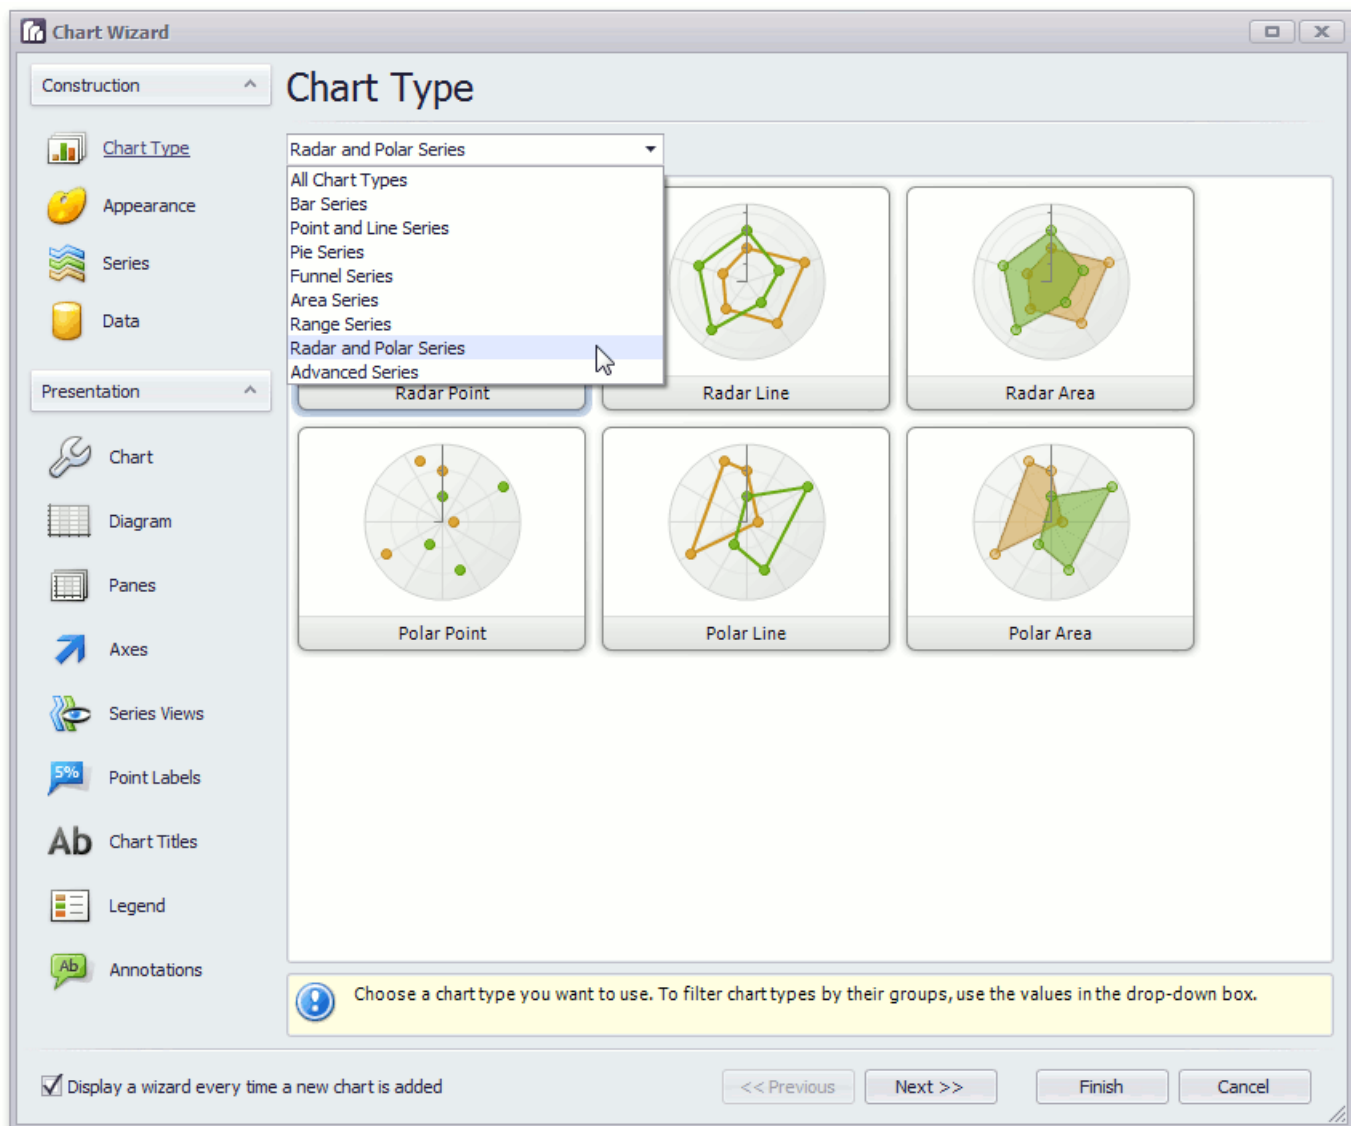 Chart Wizard
Construction
Chart Type
Appearance
Series
Data
Presentation
Chart
Diagram
Panes
Axes
Series Views
5%
Point Labels
Ab
Chart Titles
Legend
Ab
Annotations
Chart Type
Radar and Polar Series
All Chart Types
Bar Series
Point and Line Series
Pie Series
Funnel Series
Area Series
Range Series
Radar and Polar Series
Advanced Series
Radar Point
Radar Line
Radar Area
Polar Point
Polar Line
Polar Area
Choose a chart type you want to use. To filter chart types by their groups, use the values in the drop-down box.
Display a wizard every time a new chart is added
<< Previous
Next >>
Finish
Cancel